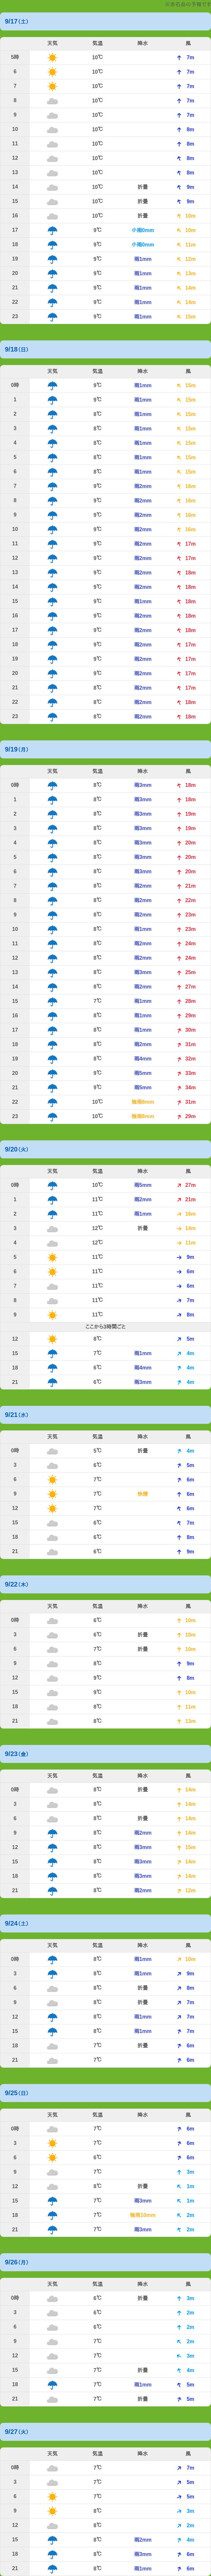 9/17(土)
天気 気温 降水 風
5時 10℃ 7m
6 10℃ 7m
7 10℃ 7m
8 10℃ 8m
9 10℃ 7m
10 10℃ 8m
11 10℃ 8m
12 10℃ 8m
13 10℃ 8m
14 10℃ 折畳 9m
15 10℃ 折畳 9m
16 10℃ 折畳 10m
17 9℃ 小雨0mm 10m
18 9℃ 小雨0mm 11m
19 9℃ 雨1mm 12m
20 9℃ 雨1mm 13m
21 9℃ 雨1mm 14m
22 9℃ 雨1mm 14m
23 9℃ 雨1mm 15m
9/18(日)
天気 気温 降水 風
0時 9℃ 雨1mm 15m
1 9℃ 雨1mm 15m
2 9℃ 雨1mm 15m
3 9℃ 雨1mm 15m
4 9℃ 雨1mm 15m
5 9℃ 雨1mm 15m
6 9℃ 雨1mm 15m
7 9℃ 雨2mm 16m
8 9℃ 雨2mm 16m
9 9℃ 雨2mm 16m
10 9℃ 雨2mm 16m
11 9℃ 雨2mm 17m
12 9℃ 雨2mm 17m
13 9℃ 雨2mm 18m
14 9℃ 雨2mm 18m
15 9℃ 雨1mm 18m
16 9℃ 雨2mm 18m
17 9℃ 雨2mm 18m
18 9℃ 雨2mm 17m
19 9℃ 雨2mm 17m
20 9℃ 雨2mm 17m
21 8℃ 雨2mm 17m
22 8℃ 雨2mm 18m
23 8℃ 雨2mm 18m
9/19(月)
天気 気温 降水 風
0時 8℃ 雨3mm 18m
1 8℃ 雨3mm 18m
2 8℃ 雨3mm 19m
3 8℃ 雨3mm 19m
4 8℃ 雨3mm 20m
5 8℃ 雨3mm 20m
6 8℃ 雨3mm 20m
7 8℃ 雨2mm 21m
8 8℃ 雨2mm 22m
9 8℃ 雨2mm 23m
10 8℃ 雨1mm 23m
11 8℃ 雨2mm 24m
12 8℃ 雨2mm 24m
13 8℃ 雨3mm 25m
14 8℃ 雨2mm 27m
15 7℃ 雨1mm 28m
16 8℃ 雨1mm 29m
17 8℃ 雨1mm 30m
18 8℃ 雨2mm 31m
19 8℃ 雨4mm 32m
20 9℃ 雨5mm 33m
21 9℃ 雨5mm 34m
22 10℃ 強雨8mm 31m
23 10℃ 強雨8mm 29m
9/20(火)
天気 気温 降水 風
0時 10℃ 雨5mm 27m
1 11℃ 雨2mm 21m
2 11℃ 雨1mm 16m
3 12℃ 折畳 14m
4 12℃ 11m
5 11℃ 9m
6 11℃ 6m
7 11℃ 6m
8 11℃ 7m
9 11℃ 8m
ここから3時間ごと
12 8℃ 5m
15 7℃ 雨1mm 4m
18 6℃ 雨4mm 4m
21 6℃ 雨3mm 4m
9/21(水)
天気 気温 降水 風
0時 5℃ 折畳 4m
3 6℃ 5m
6 7℃ 6m
9 7℃ 乾燥 6m
12 7℃ 6m
15 6℃ 7m
18 6℃ 8m
21 6℃ 9m
9/22(木)
天気 気温 降水 風
0時 6℃ 10m
3 6℃ 折畳 10m
6 7℃ 折畳 10m
9 8℃ 9m
12 9℃ 8m
15 9℃ 10m
18 8℃ 11m
21 8℃ 13m
9/23(金)
天気 気温 降水 風
0時 8℃ 折畳 14m
3 8℃ 14m
6 8℃ 折畳 14m
9 8℃ 雨2mm 14m
12 8℃ 雨3mm 15m
15 8℃ 雨3mm 14m
18 8℃ 雨3mm 14m
21 8℃ 雨2mm 12m
9/24(土)
天気 気温 降水 風
0時 8℃ 雨1mm 10m
3 8℃ 雨1mm 9m
6 8℃ 折畳 8m
9 8℃ 折畳 7m
12 8℃ 雨1mm 7m
15 8℃ 雨1mm 7m
18 7℃ 折畳 6m
21 7℃ 6m
9/25(日)
天気 気温 降水 風
0時 7℃ 6m
3 7℃ 6m
6 7℃ 6m
9 7℃ 3m
12 8℃ 折畳 1m
15 7℃ 雨3mm 1m
18 7℃ 強雨10mm 2m
21 7℃ 雨3mm 2m
9/26(月)
天気 気温 降水 風
0時 6℃ 折畳 3m
3 6℃ 2m
6 6℃ 2m
9 7℃ 2m
12 7℃ 3m
15 7℃ 折畳 4m
18 7℃ 雨1mm 5m
21 7℃ 折畳 5m
9/27(火)
天気 気温 降水 風
0時 7℃ 7m
3 7℃ 5m
6 7℃ 5m
9 8℃ 3m
12 8℃ 2m
15 8℃ 雨2mm 4m
18 7℃ 雨3mm 6m
21 7℃ 雨1mm 6m